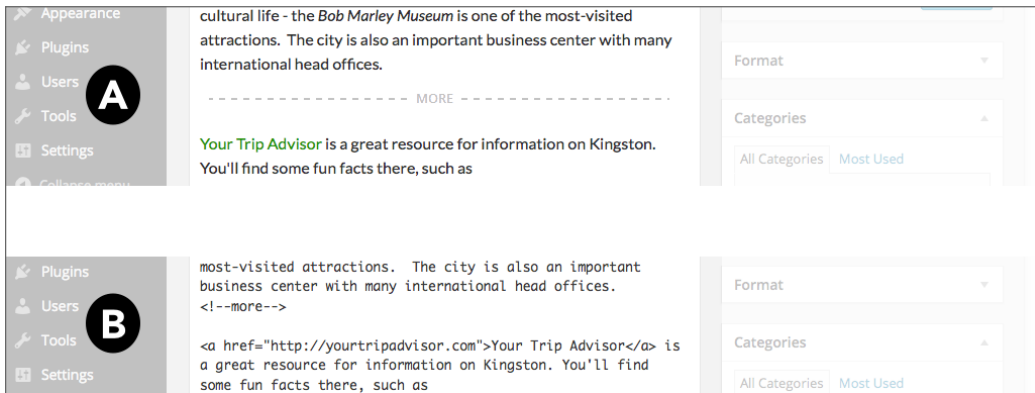 Appearance
Plugins
Users
Tools
Settings
Collapse menu
A
cultural life - the Bob Marley Museum is one of the most-visited
attractions.  The city is also an important business center with many
international head offices.
MORE
Your Trip Advisor is a great resource for information on Kingston.
You'll find some fun facts there, such as
Format
Categories
All Categories Most Used
Plugins
Users
Tools
Settings
B
most-visited attractions.  The city is also an important
business center with many international head offices.
<!--more-->
<a href="http://yourtripadvisor.com">Your Trip Advisor</a> is
a great resource for information on Kingston. You'll find
some fun facts there, such as
Format
Categories
All Categories Most Used